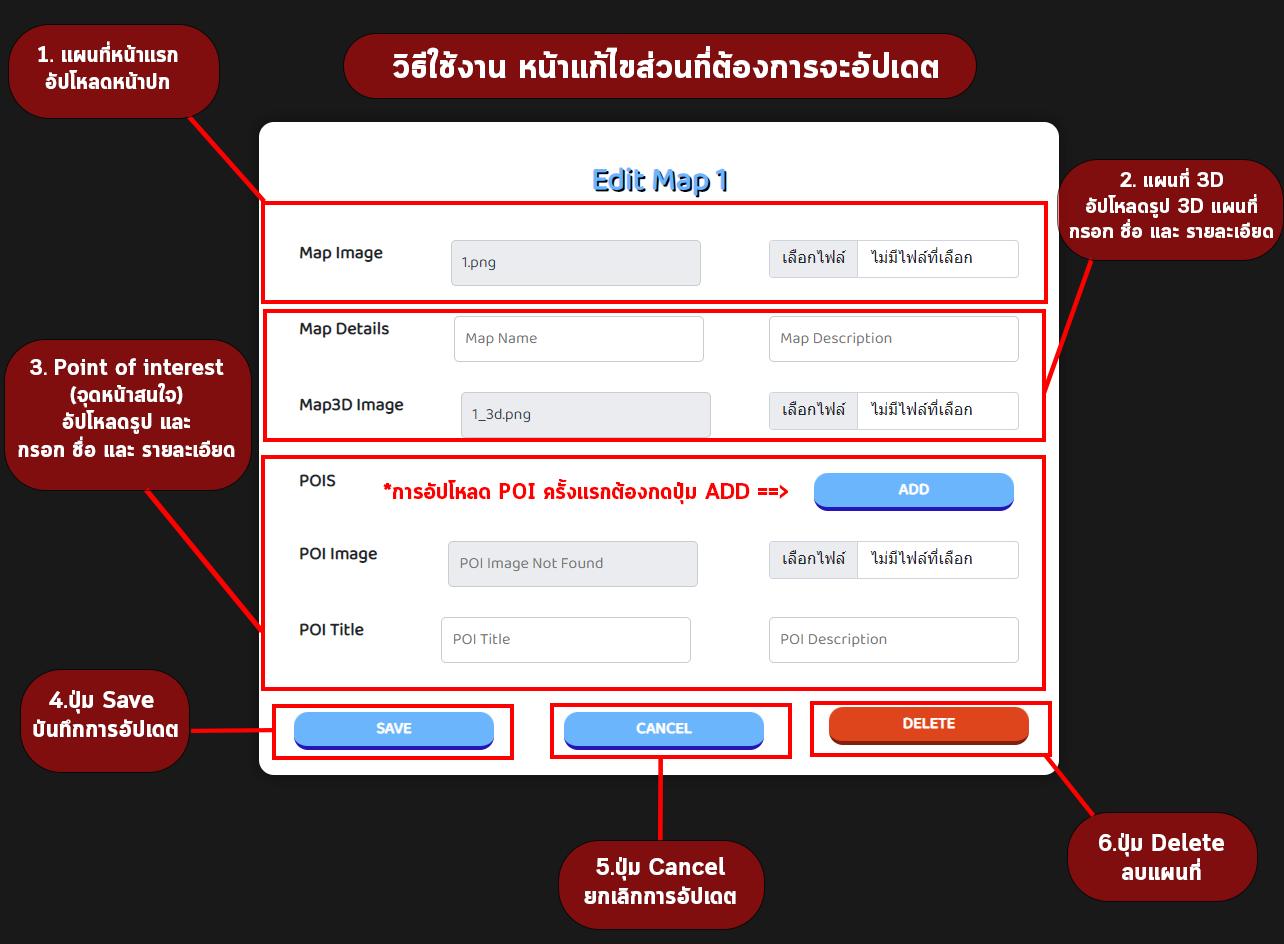 1. แผนที่หน้าแรก
อัปโหลดหน้าปก
วิธีใช้งาน หน้าแก้ไขส่วนที่ต้องการจะอัปเดต
Edit Map 1
2. แผนที่ 3D
อัปโหลดรูป 3D แผนที่
กรอก ชื่อ และ รายละเอียด
Map Image 1.png เลือกไฟล์ ไม่มีไฟล์ที่เลือก
Map Details Map Name Map Description
Map3D Image 1_3d.png เลือกไฟล์ ไม่มีไฟล์ที่เลือก
3. Point of interest
(จุดหน้าสนใจ)
อัปโหลดรูป และ
กรอก ชื่อ และ รายละเอียด
POIS *การอัปโหลด POI ครั้งแรกต้องกดปุ่ม ADD ==> ADD
POI Image POI Image Not Found เลือกไฟล์ ไม่มีไฟล์ที่เลือก
POI Title POI Title POI Description
4.ปุ่ม Save
บันทึกการอัปเดต
SAVE CANCEL DELETE
5.ปุ่ม Cancel
ยกเลิกการอัปเดต
6.ปุ่ม Delete
ลบแผนที่